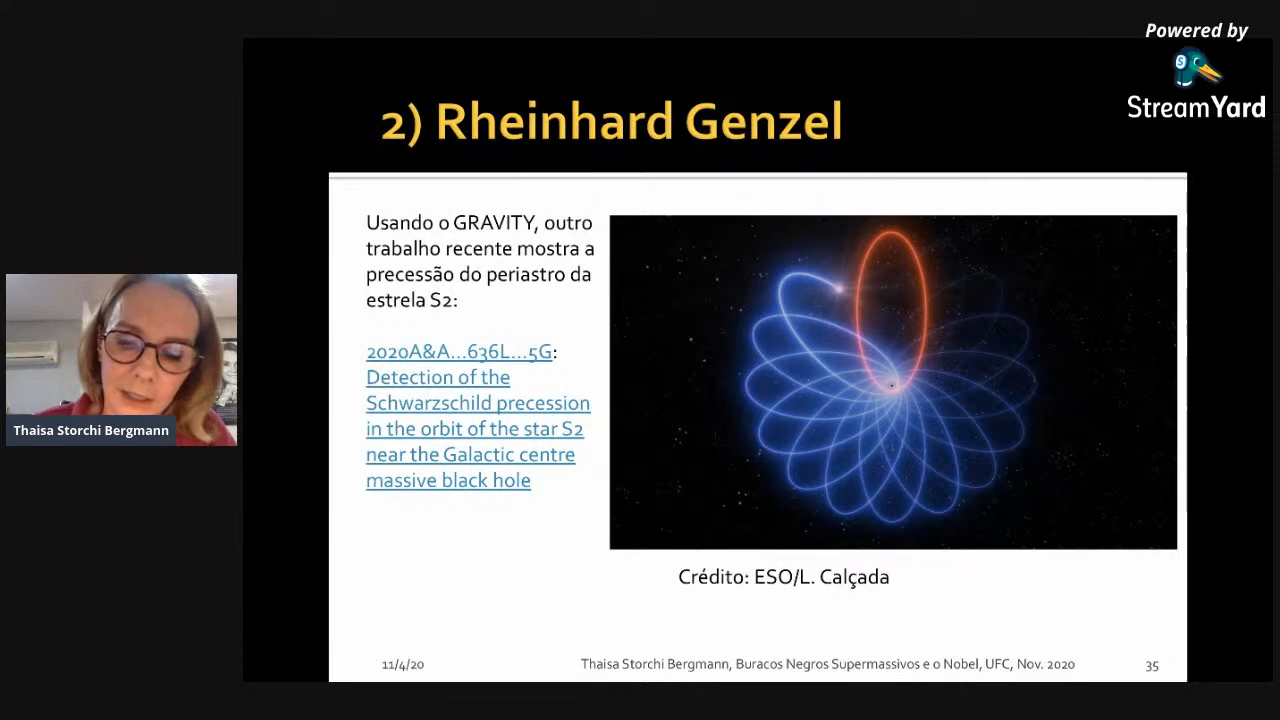 Powered by
StreamYard
2) Rheinhard Genzel
Usando o GRAVITY, outro
trabalho recente mostra a
precessão do periastro da
estrela S2:
2020A&A...636L...5G:
Detection of the
Schwarzschild precession
in the orbit of the star S2
near the Galactic centre
massive black hole
Crédito: ESO/L. Calçada
Thaisa Storchi Bergmann
11/4/20
Thaisa Storchi Bergmann, Buracos Negros Supermassivos e o Nobel, UFC, Nov. 2020
35